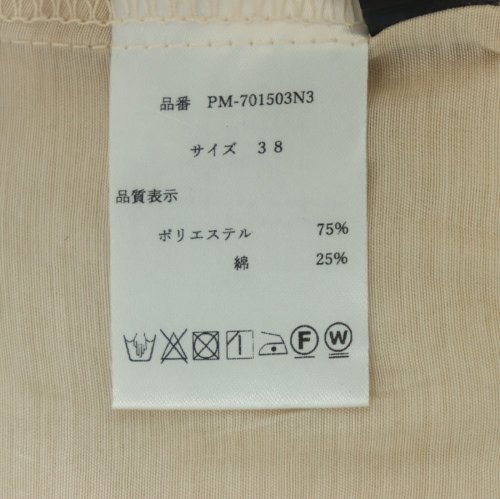 品番 PM-701503N3
サイズ 38
品質表示
ポリエステル 75%
綿 25%
F W